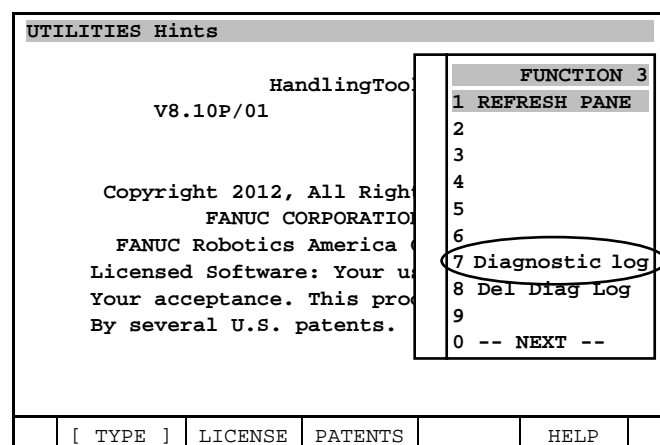 UTILITIES Hints
HandlingTool
V8.10P/01
Copyright 2012, All Righ
FANUC CORPORATIO
FANUC Robotics America
Licensed Software: Your u
Your acceptance. This pro
By several U.S. patents.
FUNCTION 3
1 REFRESH PANE
2
3
4
5
6
7 Diagnostic log
8 Del Diag Log
9
0 -- NEXT --
[ TYPE ] LICENSE PATENTS HELP